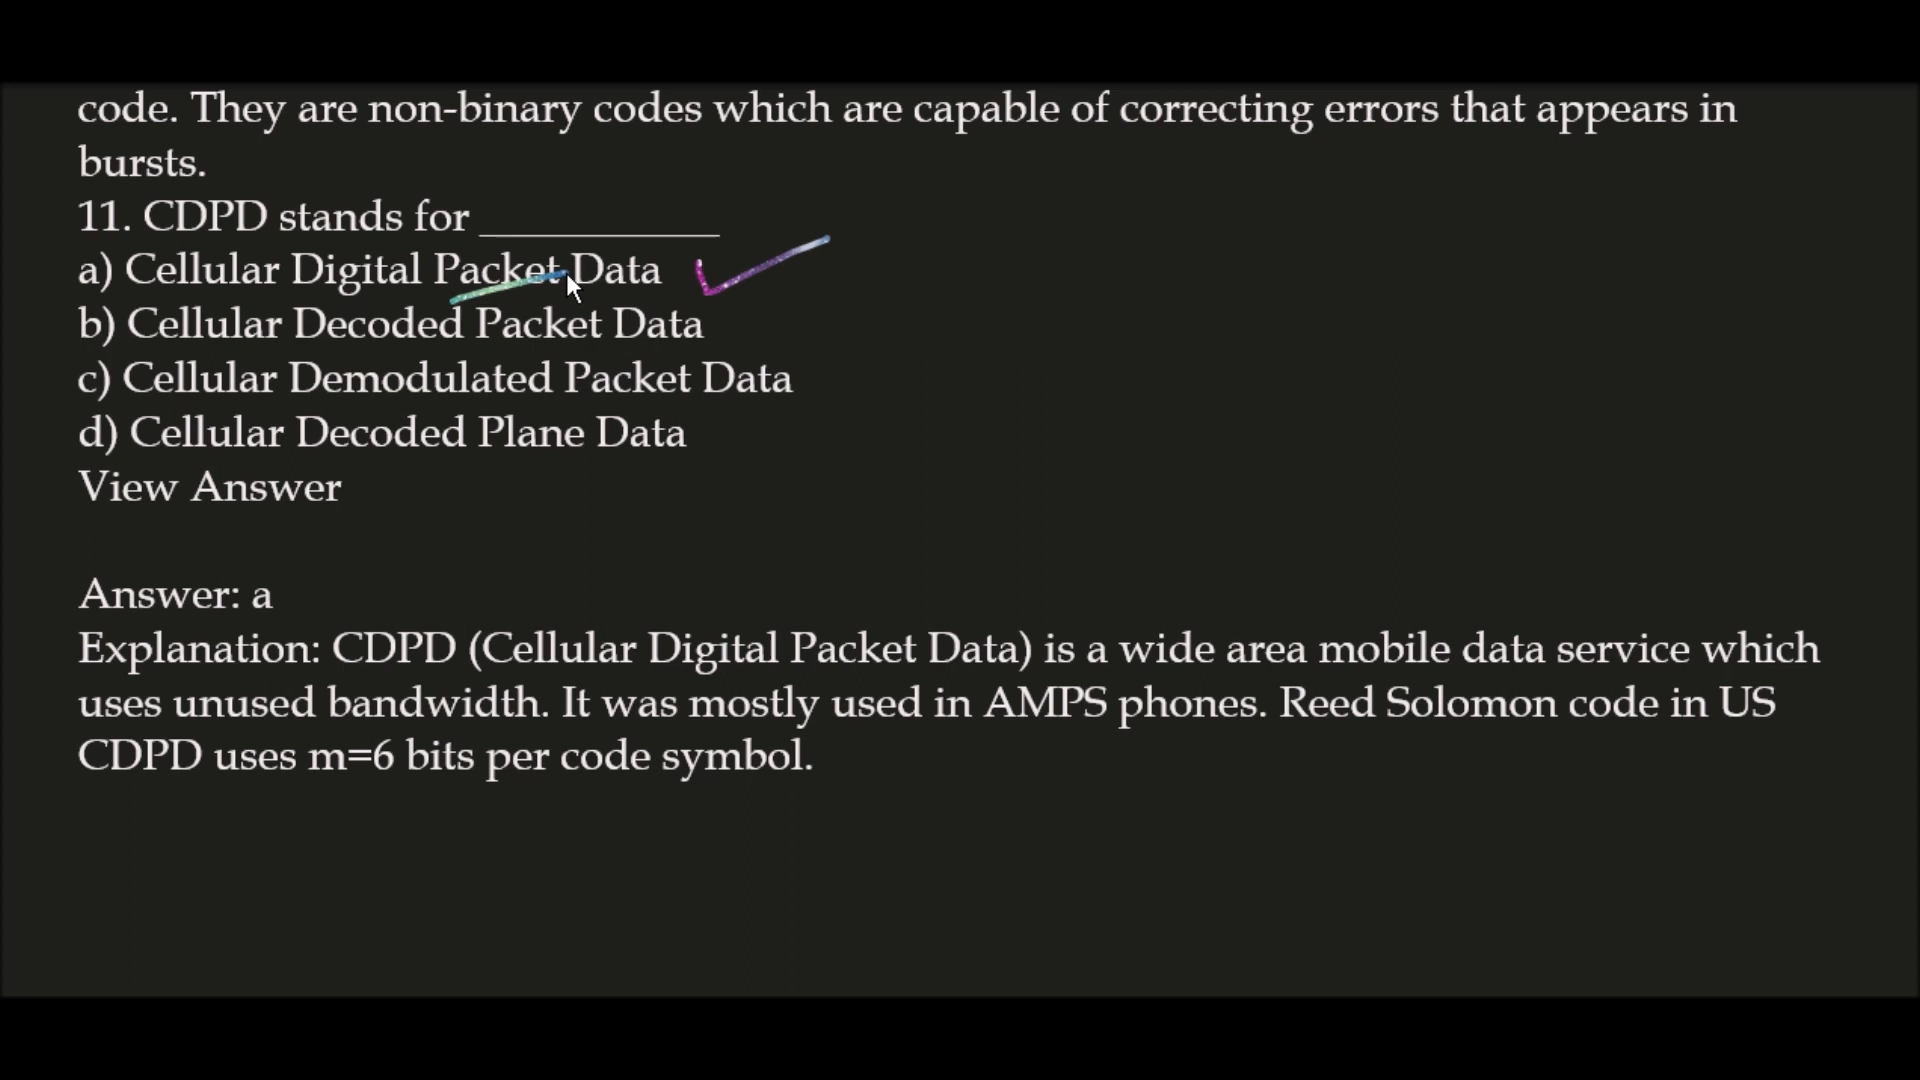 code. They are non-binary codes which are capable of correcting errors that appears in
bursts.
11. CDPD stands for ____________
a) Cellular Digital Packet Data
b) Cellular Decoded Packet Data
c) Cellular Demodulated Packet Data
d) Cellular Decoded Plane Data
View Answer
Answer: a
Explanation: CDPD (Cellular Digital Packet Data) is a wide area mobile data service which
uses unused bandwidth. It was mostly used in AMPS phones. Reed Solomon code in US
CDPD uses m=6 bits per code symbol.